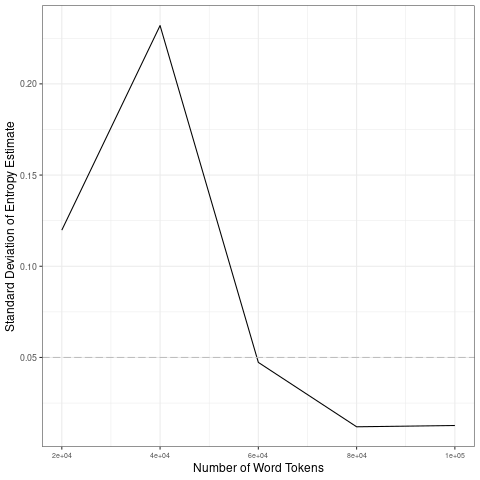 Standard Deviation of Entropy Estimate
0.20
0.15
0.10
0.05
2e+04 4e+04 6e+04 8e+04 1e+05
Number of Word Tokens